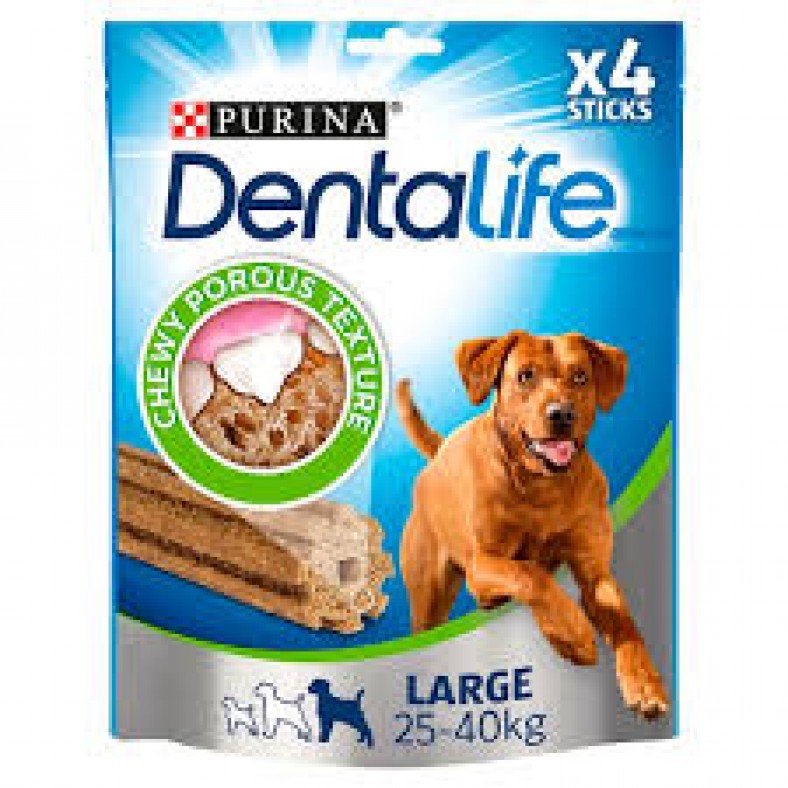 x4
STICKS
PURINA®
Dentalife
CHEWY POROUS TEXTURE
LARGE
25-40kg